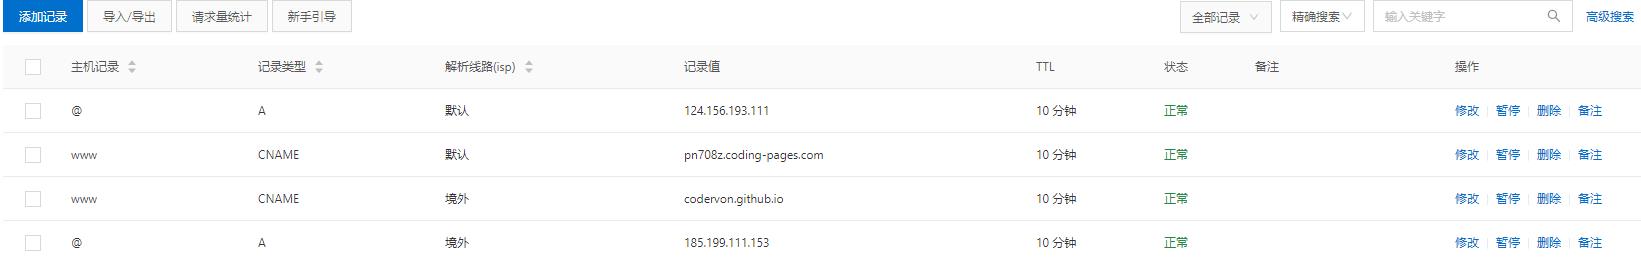 添加记录 导入/导出 请求量统计 新手引导 全部记录 精确搜索 输入关键字 高级搜索
主机记录 记录类型 解析线路(isp) 记录值 TTL 状态 备注 操作
@ A 默认 124.156.193.111 10 分钟 正常 修改 暂停 删除 备注
www CNAME 默认 pn708z.coding-pages.com 10 分钟 正常 修改 暂停 删除 备注
www CNAME 境外 codervon.github.io 10 分钟 正常 修改 暂停 删除 备注
@ A 境外 185.199.111.153 10 分钟 正常 修改 暂停 删除 备注